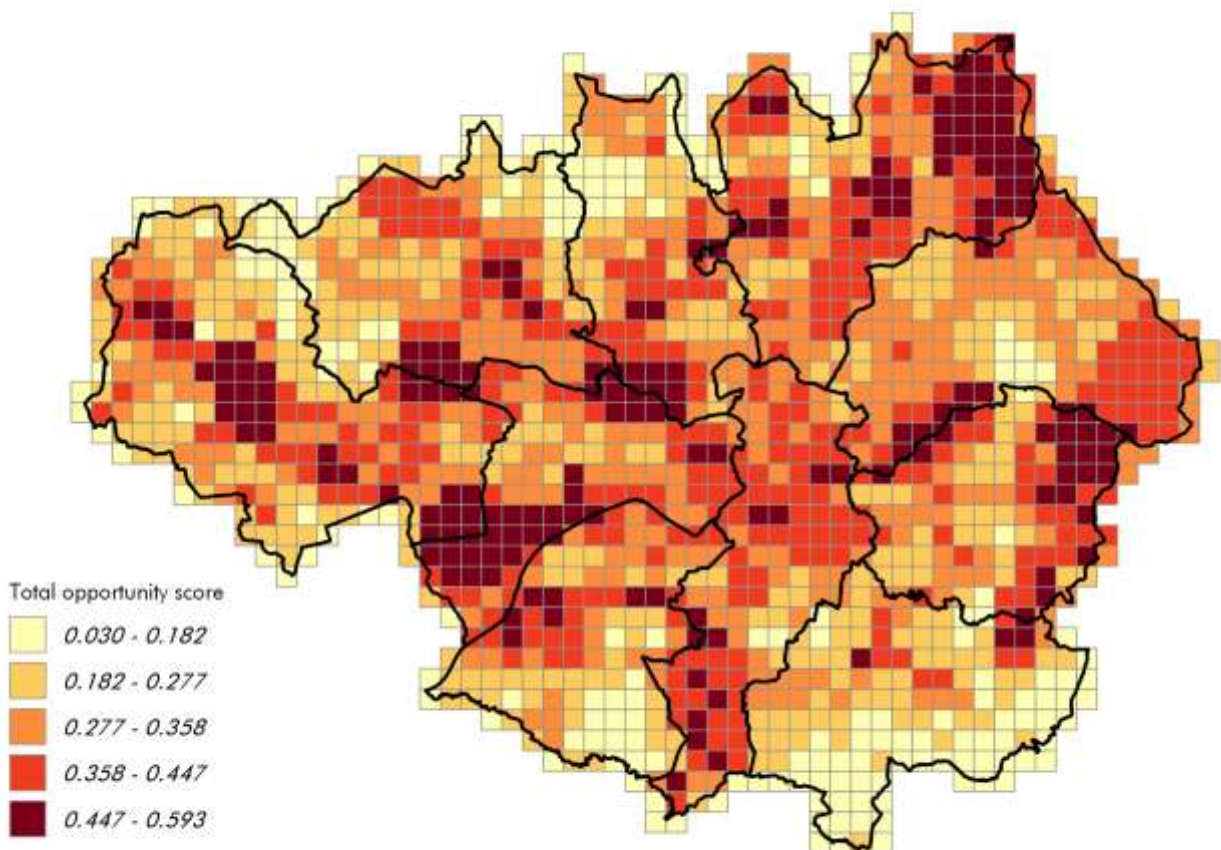 Total opportunity score
0.030 - 0.182
0.182 - 0.277
0.277 - 0.358
0.358 - 0.447
0.447 - 0.593